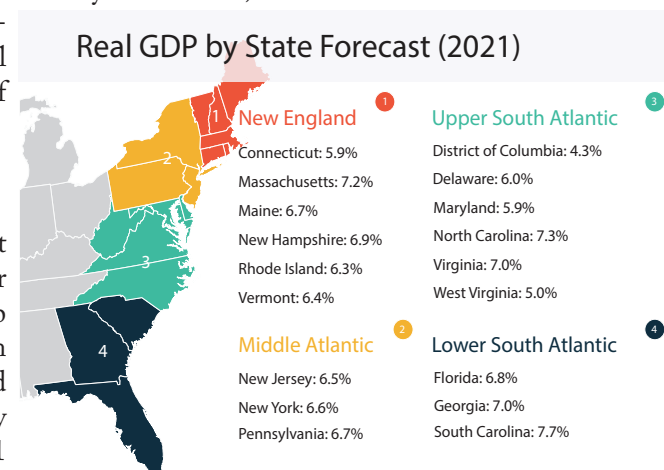 Real GDP by State Forecast (2021)
1
2
3
4
New England 1
Connecticut: 5.9%
Massachusetts: 7.2%
Maine: 6.7%
New Hampshire: 6.9%
Rhode Island: 6.3%
Vermont: 6.4%
Upper South Atlantic 3
District of Columbia: 4.3%
Delaware: 6.0%
Maryland: 5.9%
North Carolina: 7.3%
Virginia: 7.0%
West Virginia: 5.0%
Middle Atlantic 2
New Jersey: 6.5%
New York: 6.6%
Pennsylvania: 6.7%
Lower South Atlantic 4
Florida: 6.8%
Georgia: 7.0%
South Carolina: 7.7%